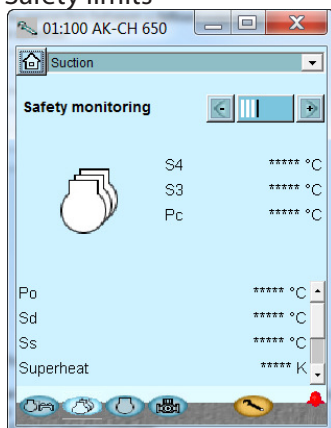 Safety limits
01:100 AK-CH 650
Suction
Safety monitoring
S4 ***** °C
S3 ***** °C
Pc ***** °C
Po ***** °C
Sd ***** °C
Ss ***** °C
Superheat ***** K